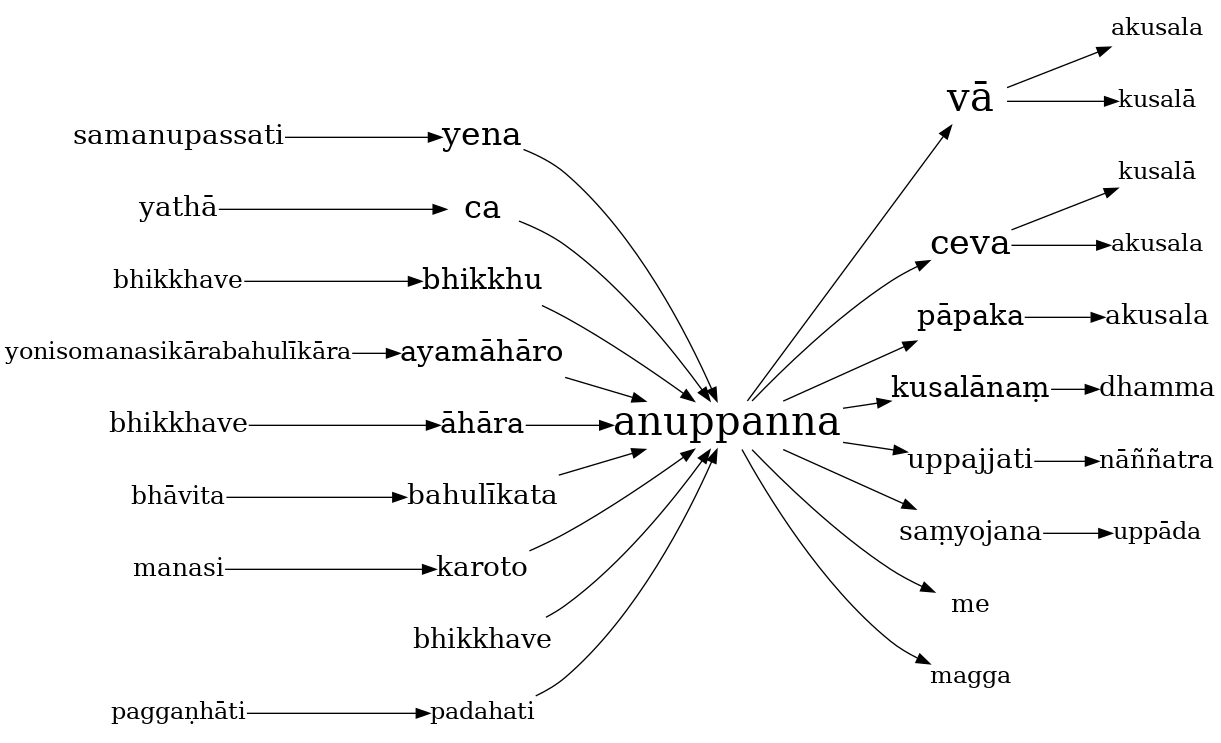 akusala
vā
kusalā
samanupassati yena
kusalā
yathā ca
ceva akusala
bhikkhave bhikkhu
pāpaka akusala
yonisomanasikārabahulīkāra ayamāhāro
kusalānaṃ dhamma
bhikkhave āhāra anuppanna
uppajjati nāññatra
bhāvita bahulīkata
saṃyojana uppāda
manasi karoto
me
bhikkhave
magga
paggaṇhāti padahati